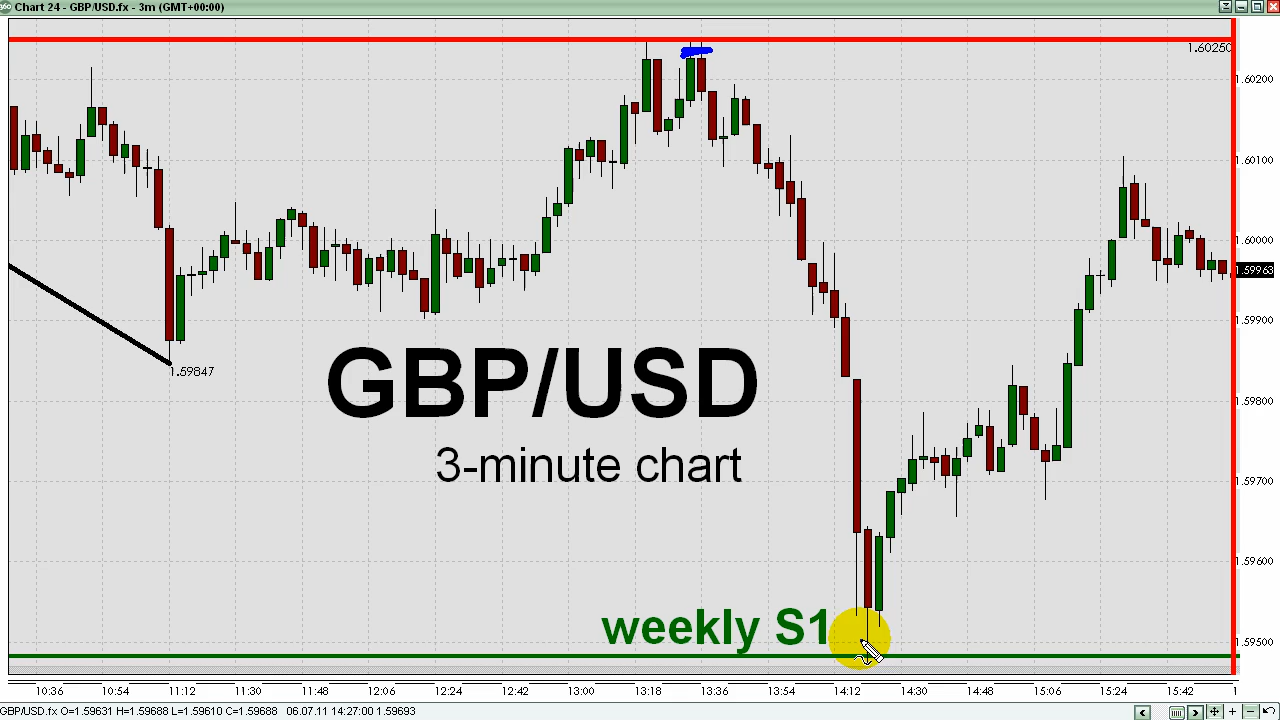 360 Chart 24 - GBP/USD.fx - 3m (GMT+00:00)
1.60250
1.60200
1.60100
1.60000
1.59963
1.59900
1.59847
GBP/USD
1.59800
3-minute chart
1.59700
1.59600
weekly S1
1.59500
10:36 10:54 11:12 11:30 11:48 12:06 12:24 12:42 13:00 13:18 13:36 13:54 14:12 14:30 14:48 15:06 15:24 15:42 1
GBP/USD.fx O=1.59631 H=1.59688 L=1.59610 C=1.59688 06.07.11 14:27:00 1.59693